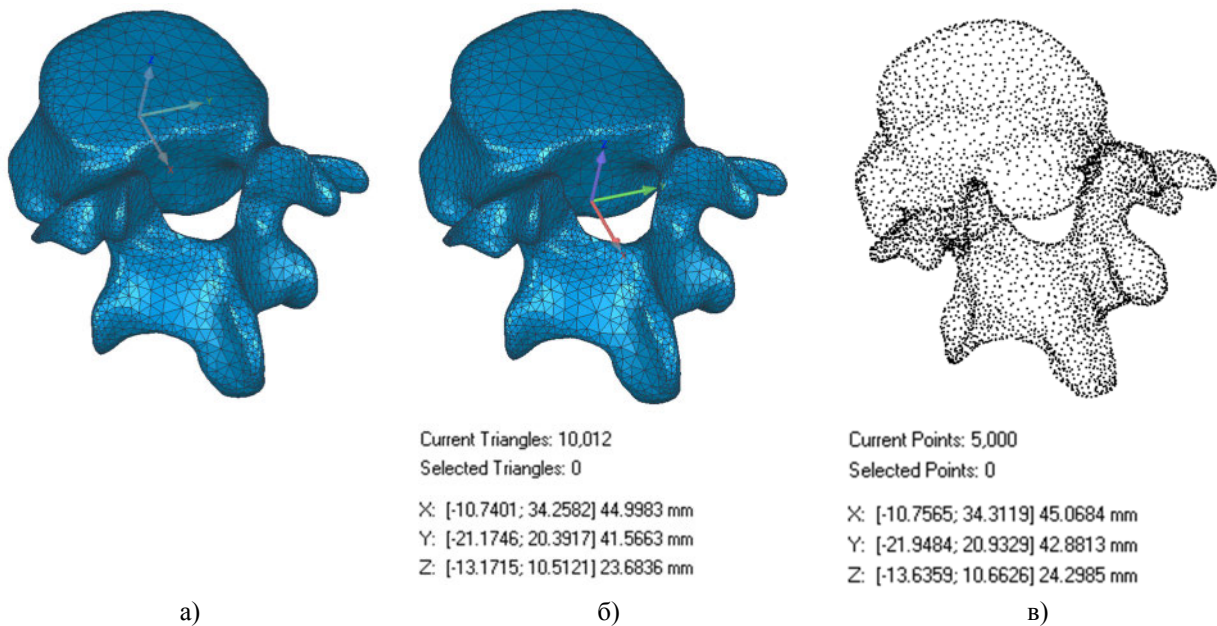 Current Triangles: 10,012
Selected Triangles: 0
X: [-10.7401; 34.2582] 44.9983 mm
Y: [-21.1746; 20.3917] 41.5663 mm
Z: [-13.1715; 10.5121] 23.6836 mm
Current Points: 5,000
Selected Points: 0
X: [-10.7565; 34.3119] 45.0684 mm
Y: [-21.9484; 20.9329] 42.8813 mm
Z: [-13.6359; 10.6626] 24.2985 mm
а) б) в)